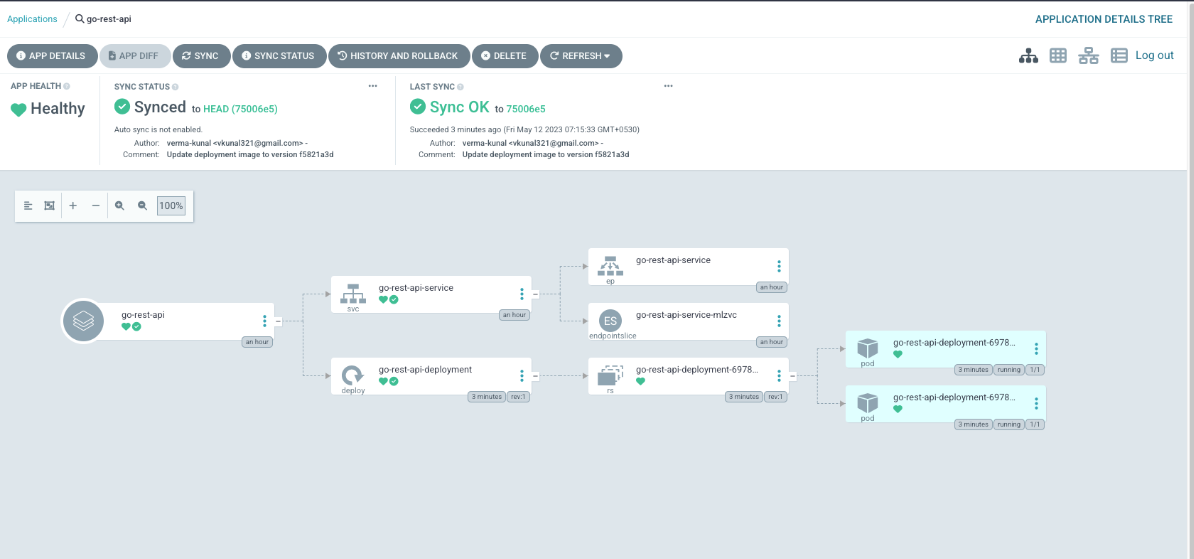 Applications
go-rest-api
APPLICATION DETAILS TREE
APP DETAILS
APP DIFF
SYNC
SYNC STATUS
HISTORY AND ROLLBACK
DELETE
REFRESH
Log out
APP HEALTH
Healthy
SYNC STATUS
Synced to HEAD (75006e5)
Auto sync is not enabled.
Author: verma-kunal <vkunal321@gmail.com> -
Comment: Update deployment image to version f5821a3d
LAST SYNC
Sync OK to 75006e5
Succeeded 3 minutes ago (Fri May 12 2023 07:15:33 GMT+0530)
Author: verma-kunal <vkunal321@gmail.com> -
Comment: Update deployment image to version f5821a3d
100%
go-rest-api
an hour
go-rest-api-service
svc
an hour
go-rest-api-deployment
deploy
3 minutes rev:1
go-rest-api-service
ep
an hour
ES
go-rest-api-service-mlzvc
endpointslice
an hour
go-rest-api-deployment-6978...
rs
3 minutes rev:1
go-rest-api-deployment-6978...
pod
3 minutes running 1/1
go-rest-api-deployment-6978...
pod
3 minutes running 1/1